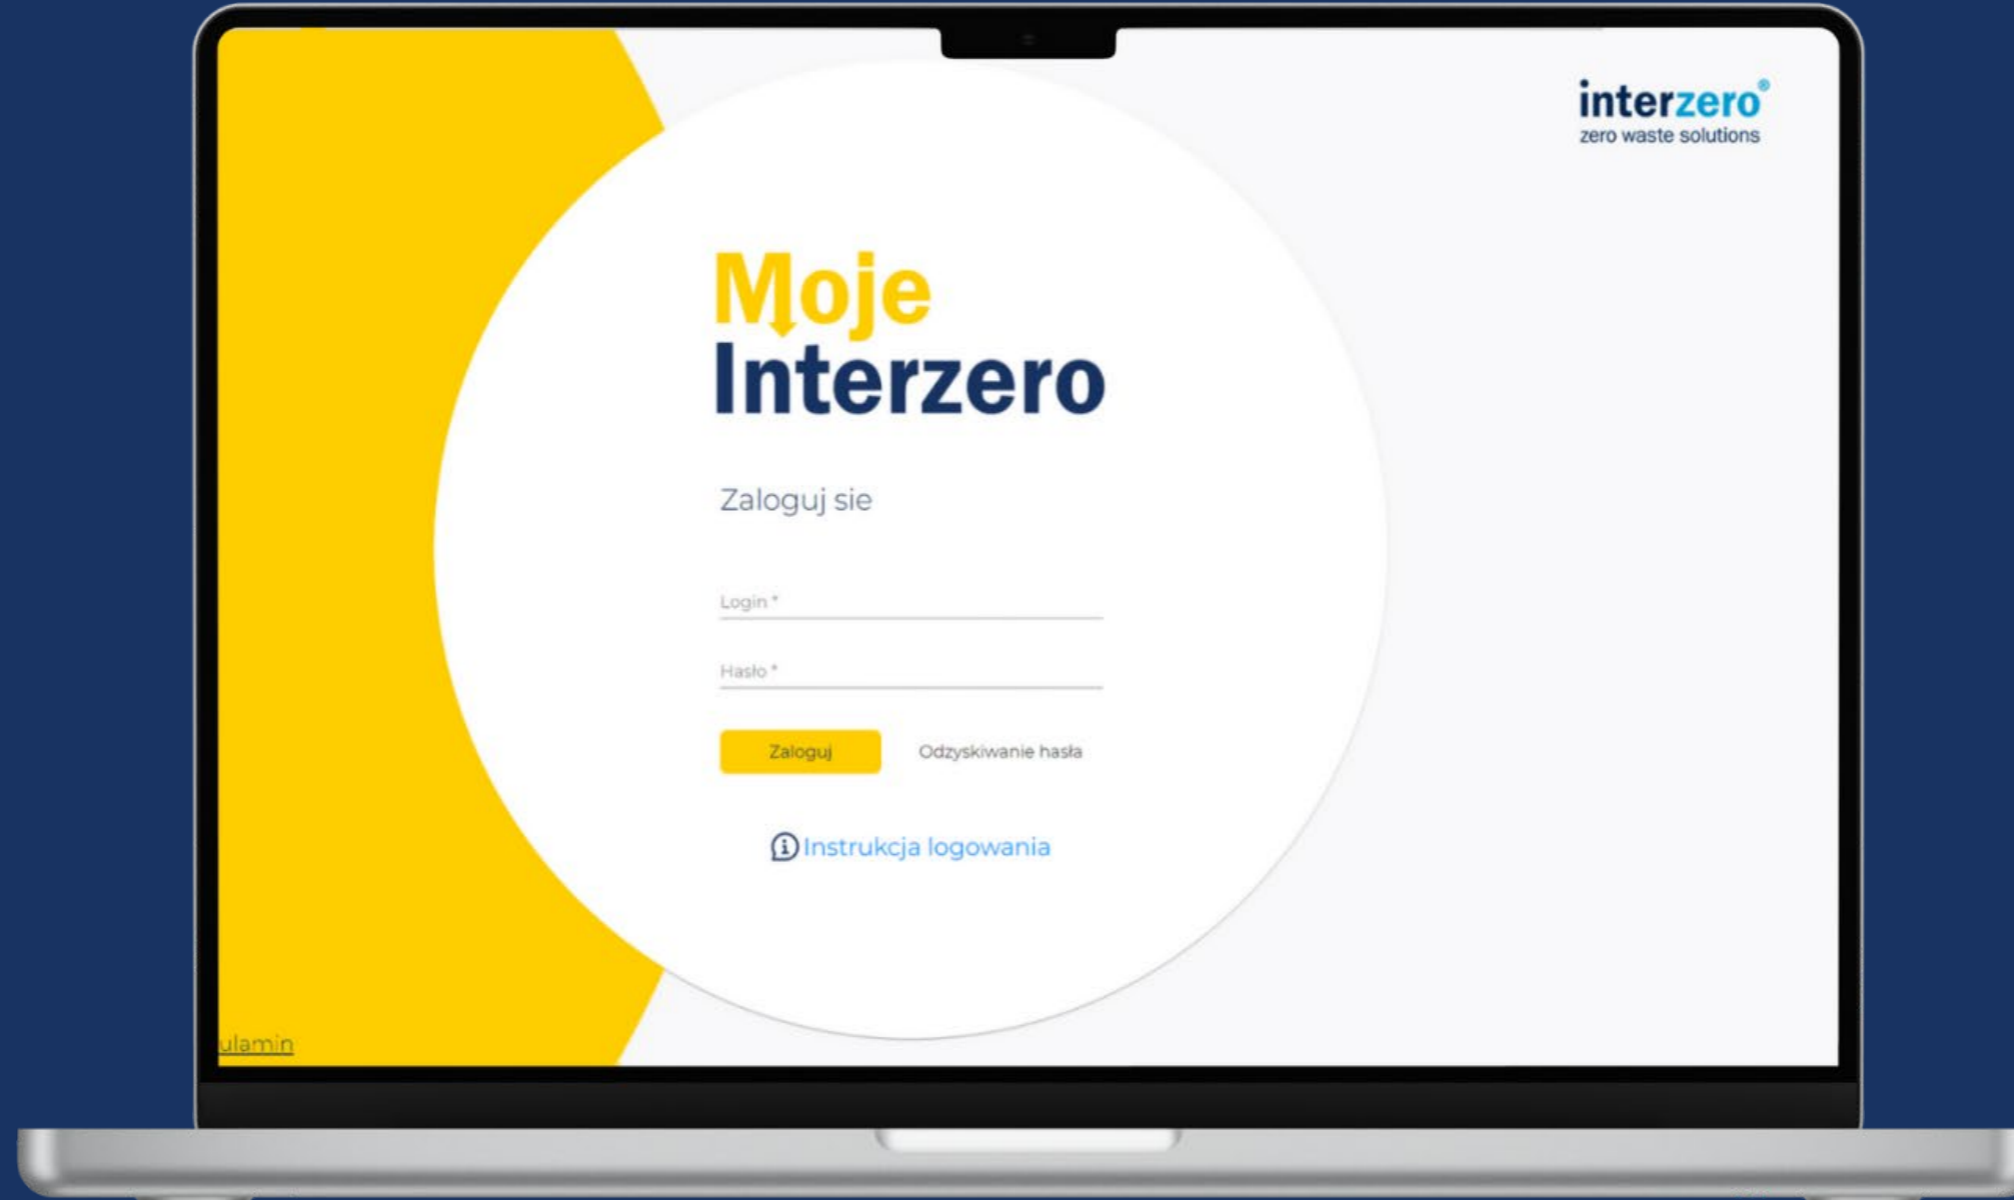 interzero®
zero waste solutions
Moje
Interzero
Zaloguj sie
Login *
Hasło *
Zaloguj
Odzyskiwanie hasła
Instrukcja logowania
ulamin